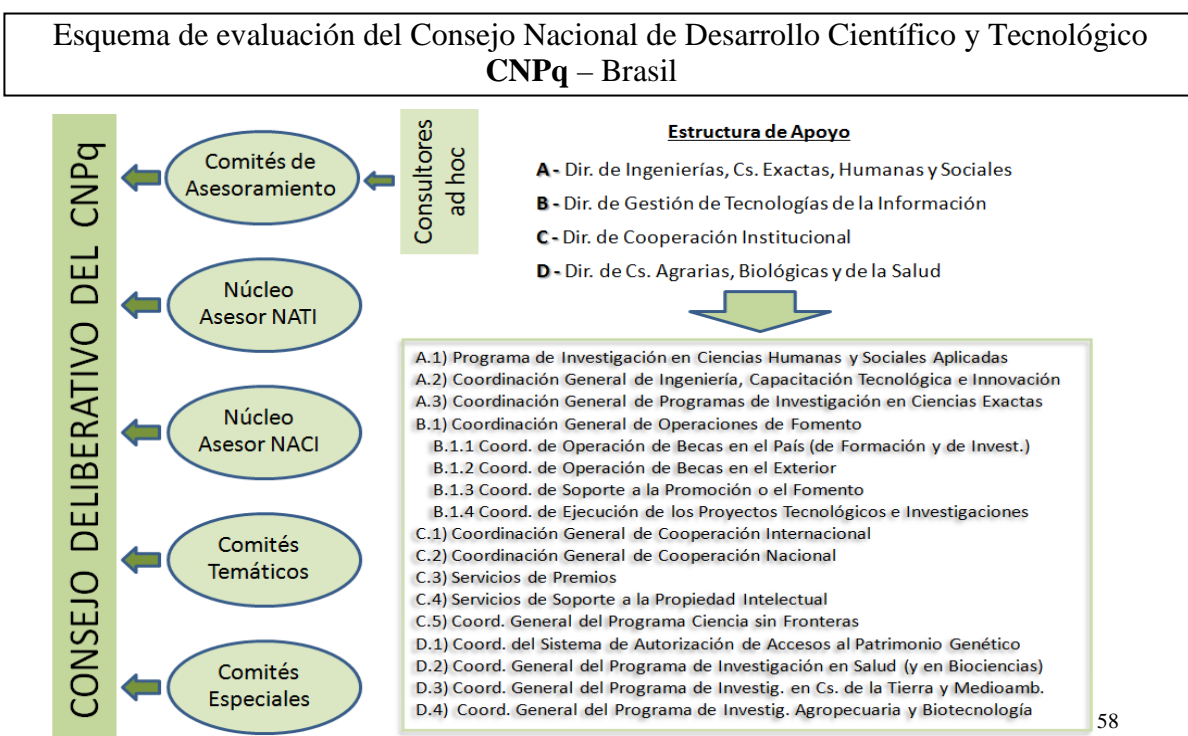 Esquema de evaluación del Consejo Nacional de Desarrollo Científico y Tecnológico
CNPq – Brasil
CONSEJO DELIBERATIVO DEL CNPq
Comités de
Asesoramiento
Consultores
ad hoc
Núcleo
Asesor NATI
Núcleo
Asesor NACI
Comités
Temáticos
Comités
Especiales
Estructura de Apoyo
A - Dir. de Ingenierías, Cs. Exactas, Humanas y Sociales
B - Dir. de Gestión de Tecnologías de la Información
C - Dir. de Cooperación Institucional
D - Dir. de Cs. Agrarias, Biológicas y de la Salud
A.1) Programa de Investigación en Ciencias Humanas y Sociales Aplicadas
A.2) Coordinación General de Ingeniería, Capacitación Tecnológica e Innovación
A.3) Coordinación General de Programas de Investigación en Ciencias Exactas
B.1) Coordinación General de Operaciones de Fomento
B.1.1 Coord. de Operación de Becas en el País (de Formación y de Invest.)
B.1.2 Coord. de Operación de Becas en el Exterior
B.1.3 Coord. de Soporte a la Promoción o el Fomento
B.1.4 Coord. de Ejecución de los Proyectos Tecnológicos e Investigaciones
C.1) Coordinación General de Cooperación Internacional
C.2) Coordinación General de Cooperación Nacional
C.3) Servicios de Premios
C.4) Servicios de Soporte a la Propiedad Intelectual
C.5) Coord. General del Programa Ciencia sin Fronteras
D.1) Coord. del Sistema de Autorización de Accesos al Patrimonio Genético
D.2) Coord. General del Programa de Investigación en Salud (y en Biociencias)
D.3) Coord. General del Programa de Investig. en Cs. de la Tierra y Medioamb.
D.4) Coord. General del Programa de Investig. Agropecuaria y Biotecnología
58